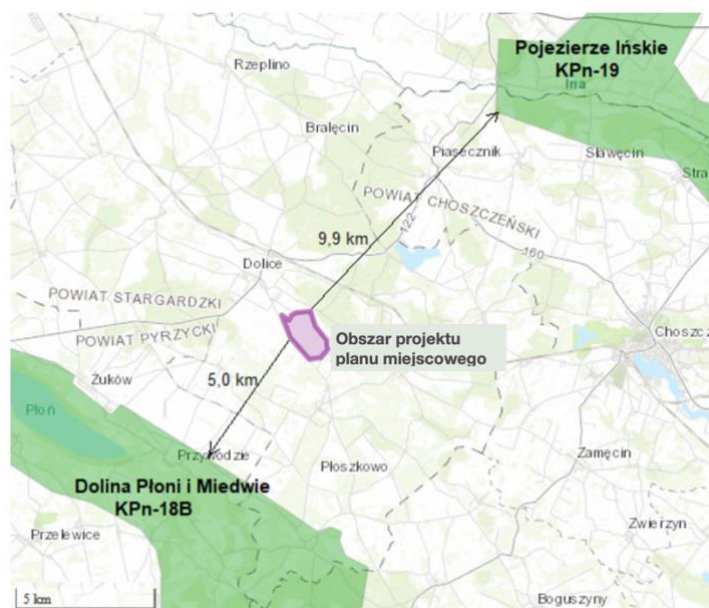 Pojezierze Ińskie
KPn-19
Ina
Rzeplino
Bralęcin
Piasecznik
Sławęcin
Stra
POWIAT CHOSZCZEŃSKI
122
160
9,9 km
Dolice
POWIAT STARGARDZKI
POWIAT PYRZYCKI
Obszar projektu
planu miejscowego
Choszcz
Żuków
5,0 km
Płoń
Przywodzie
Płoszkowo
Zamęcin
Dolina Płoni i Miedwie
KPn-18B
Przelewice
Zwierzyn
Boguszyny
5 km